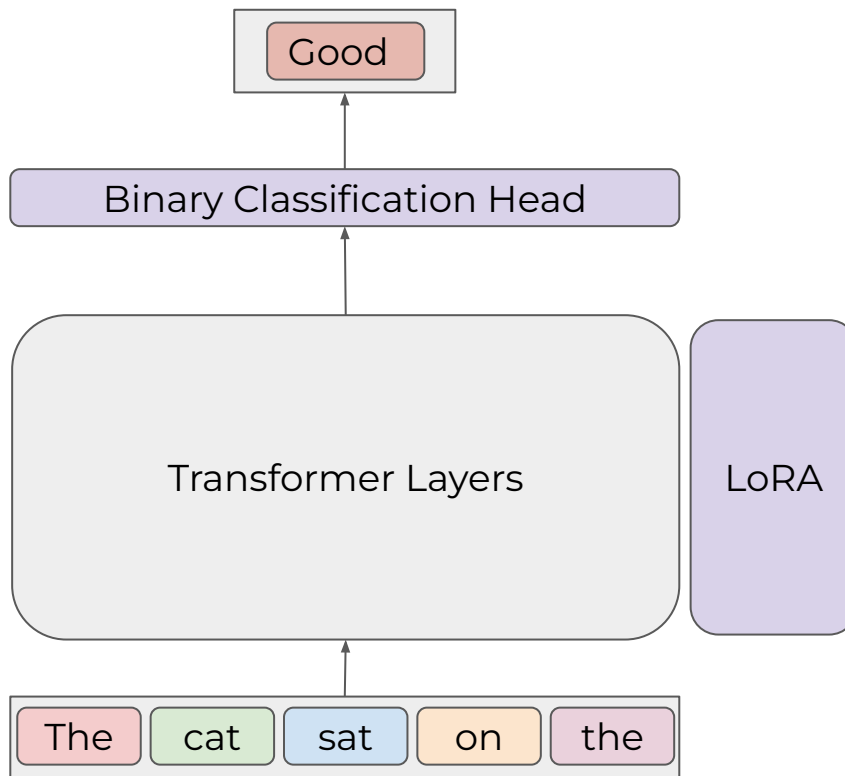 Good
Binary Classification Head
Transformer Layers
LoRA
The cat sat on the